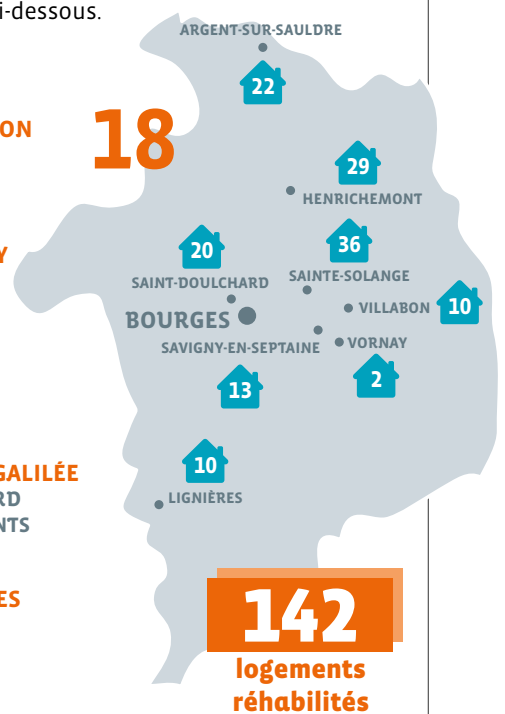 i-dessous.
ARGENT-SUR-SAULDRE
22
ON
18
29
HENRICHEMONT
Y
20
36
SAINT-DOULCHARD
SAINTE-SOLANGE
10
VILLABON
BOURGES
SAVIGNY-EN-SEPTAINE
VORNAY
13
2
GALILÉE
10
RD
LIGNIÈRES
NTS
ES
142
logements
réhabilités